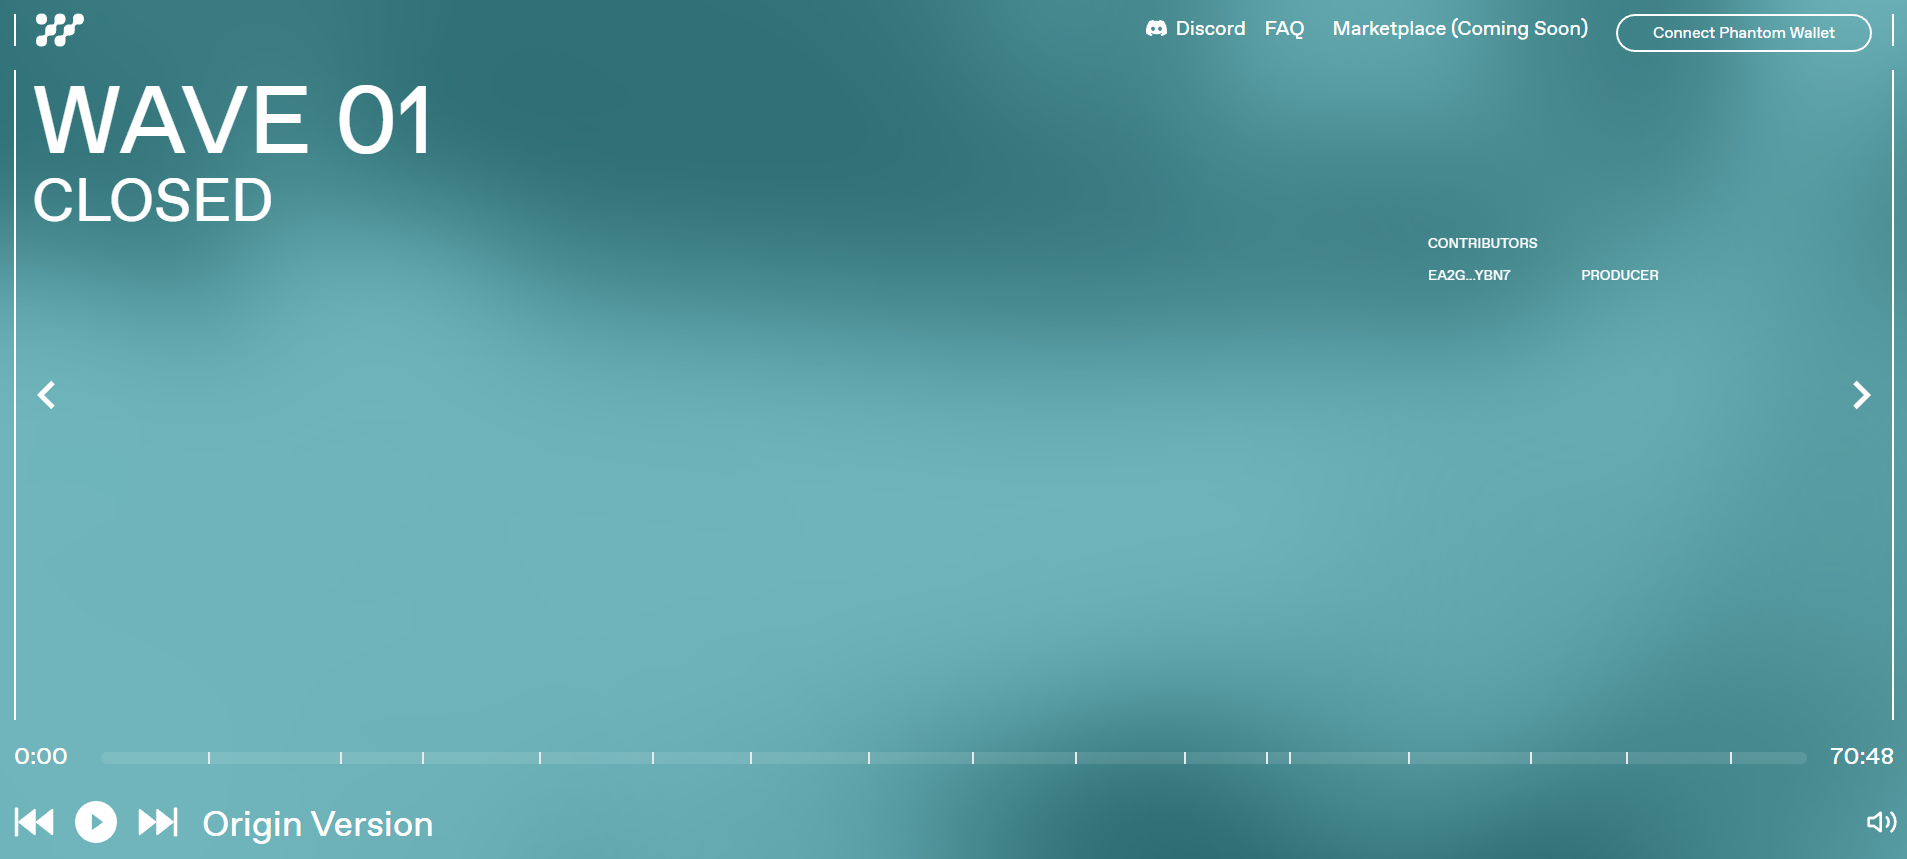 Discord FAQ Marketplace (Coming Soon) Connect Phantom Wallet
WAVE 01
CLOSED
CONTRIBUTORS
EA2G...YBN7 PRODUCER
0:00 70:48
Origin Version